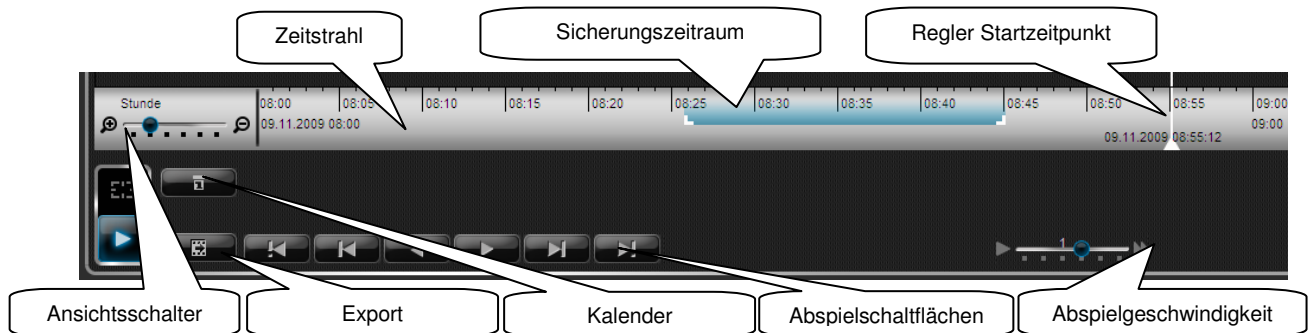 Zeitstrahl
Sicherungszeitraum
Regler Startzeitpunkt
Stunde
08:00 08:05 08:10 08:15 08:20 08:25 08:30 08:35 08:40 08:45 08:50 08:55 09:00
09.11.2009 08:00
09:00
09.11.2009 08:55:12
1
1
Ansichtsschalter
Export
Kalender
Abspielschaltflächen
Abspielgeschwindigkeit